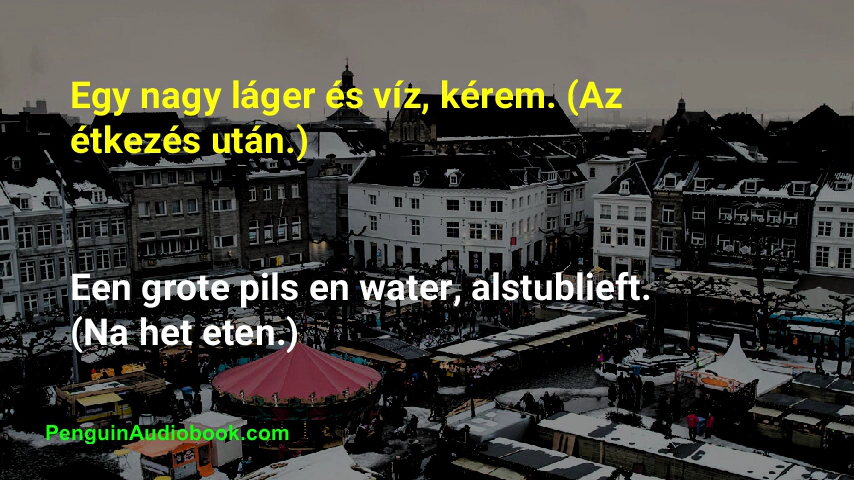 Egy nagy láger és víz, kérem. (Az
étkezés után.)
Een grote pils en water, alstublieft.
(Na het eten.)
PenguinAudiobook.com